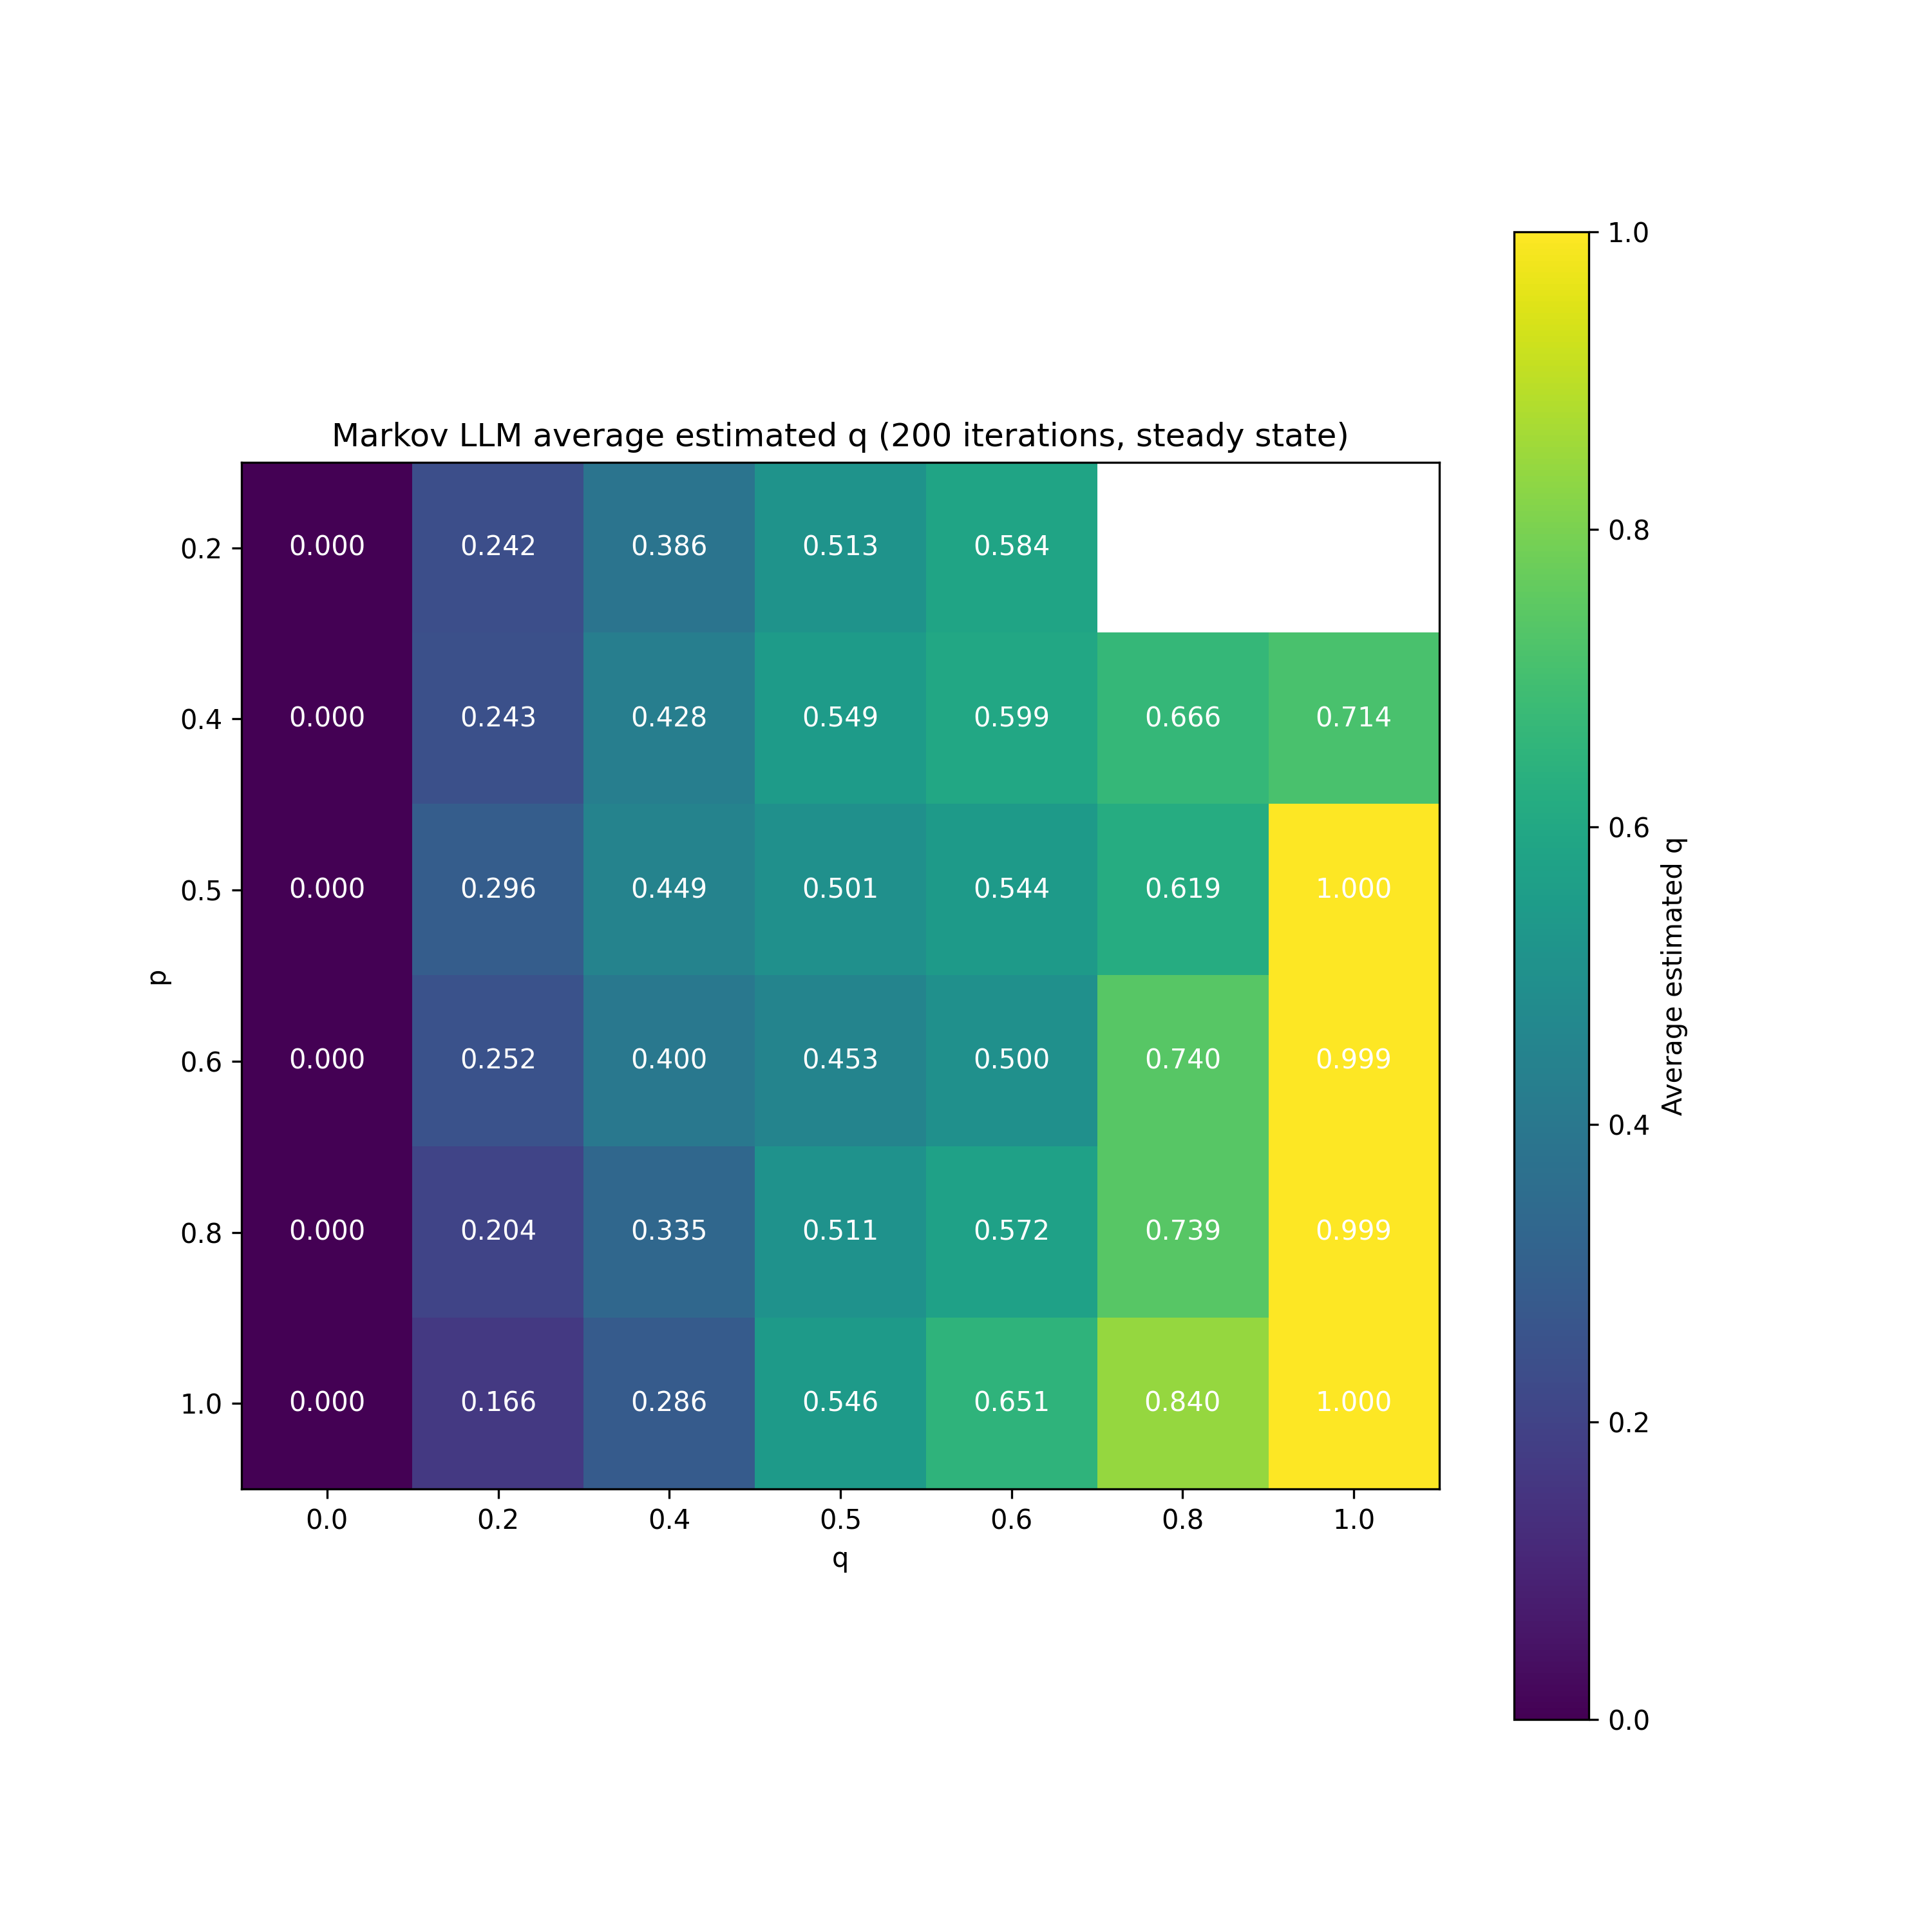 Markov LLM average estimated q (200 iterations, steady state)
0.2 0.000 0.242 0.386 0.513 0.584
0.4 0.000 0.243 0.428 0.549 0.599 0.666 0.714
0.5 0.000 0.296 0.449 0.501 0.544 0.619 1.000
0.6 0.000 0.252 0.400 0.453 0.500 0.740 0.999
0.8 0.000 0.204 0.335 0.511 0.572 0.739 0.999
1.0 0.000 0.166 0.286 0.546 0.651 0.840 1.000
p
0.0 0.2 0.4 0.5 0.6 0.8 1.0
q
1.0
0.8
0.6
0.4
0.2
0.0
Average estimated q